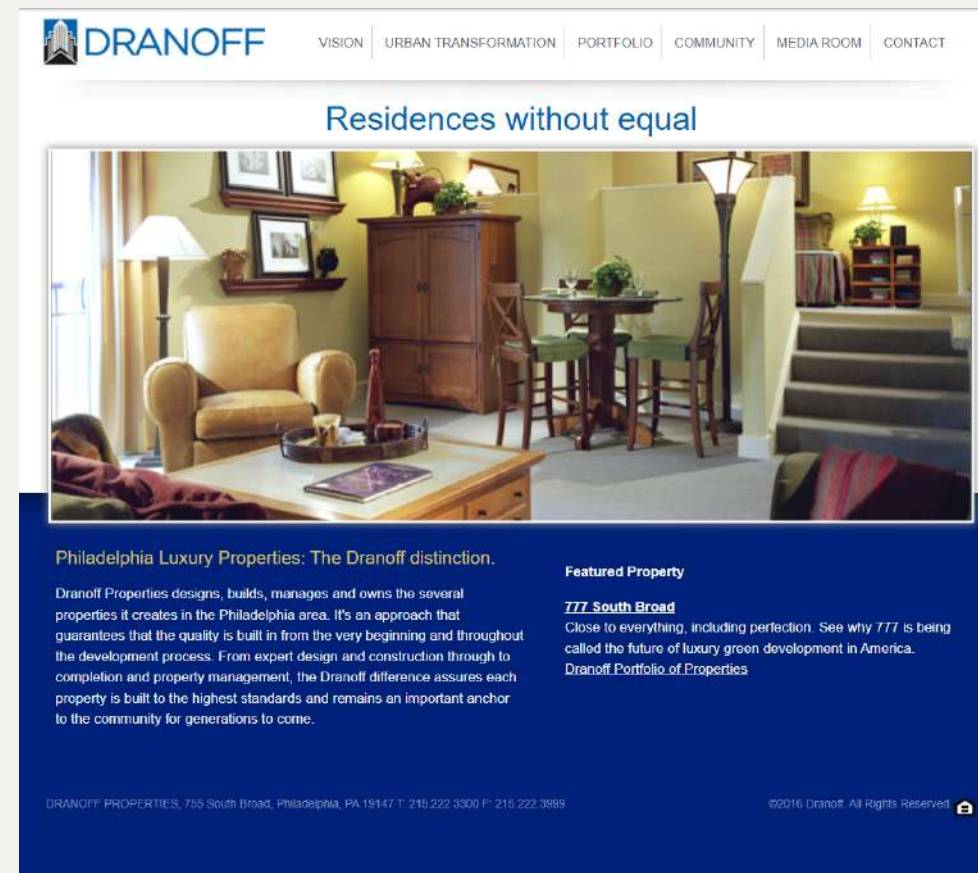 DRANOFF
VISION URBAN TRANSFORMATION PORTFOLIO COMMUNITY MEDIA ROOM CONTACT
Residences without equal
Philadelphia Luxury Properties: The Dranoff distinction.
Dranoff Properties designs, builds, manages and owns the several
properties it creates in the Philadelphia area. It's an approach that
guarantees that the quality is built in from the very beginning and throughout
the development process. From expert design and construction through to
completion and property management, the Dranoff difference assures each
property is built to the highest standards and remains an important anchor
to the community for generations to come.
Featured Property
777 South Broad
Close to everything, including perfection. See why 777 is being
called the future of luxury green development in America.
Dranoff Portfolio of Properties
DRANOFF PROPERTIES, 755 South Broad, Philadelphia, PA 19147 T: 215.222.3300 F: 215.222.3999
©2016 Dranoff. All Rights Reserved.